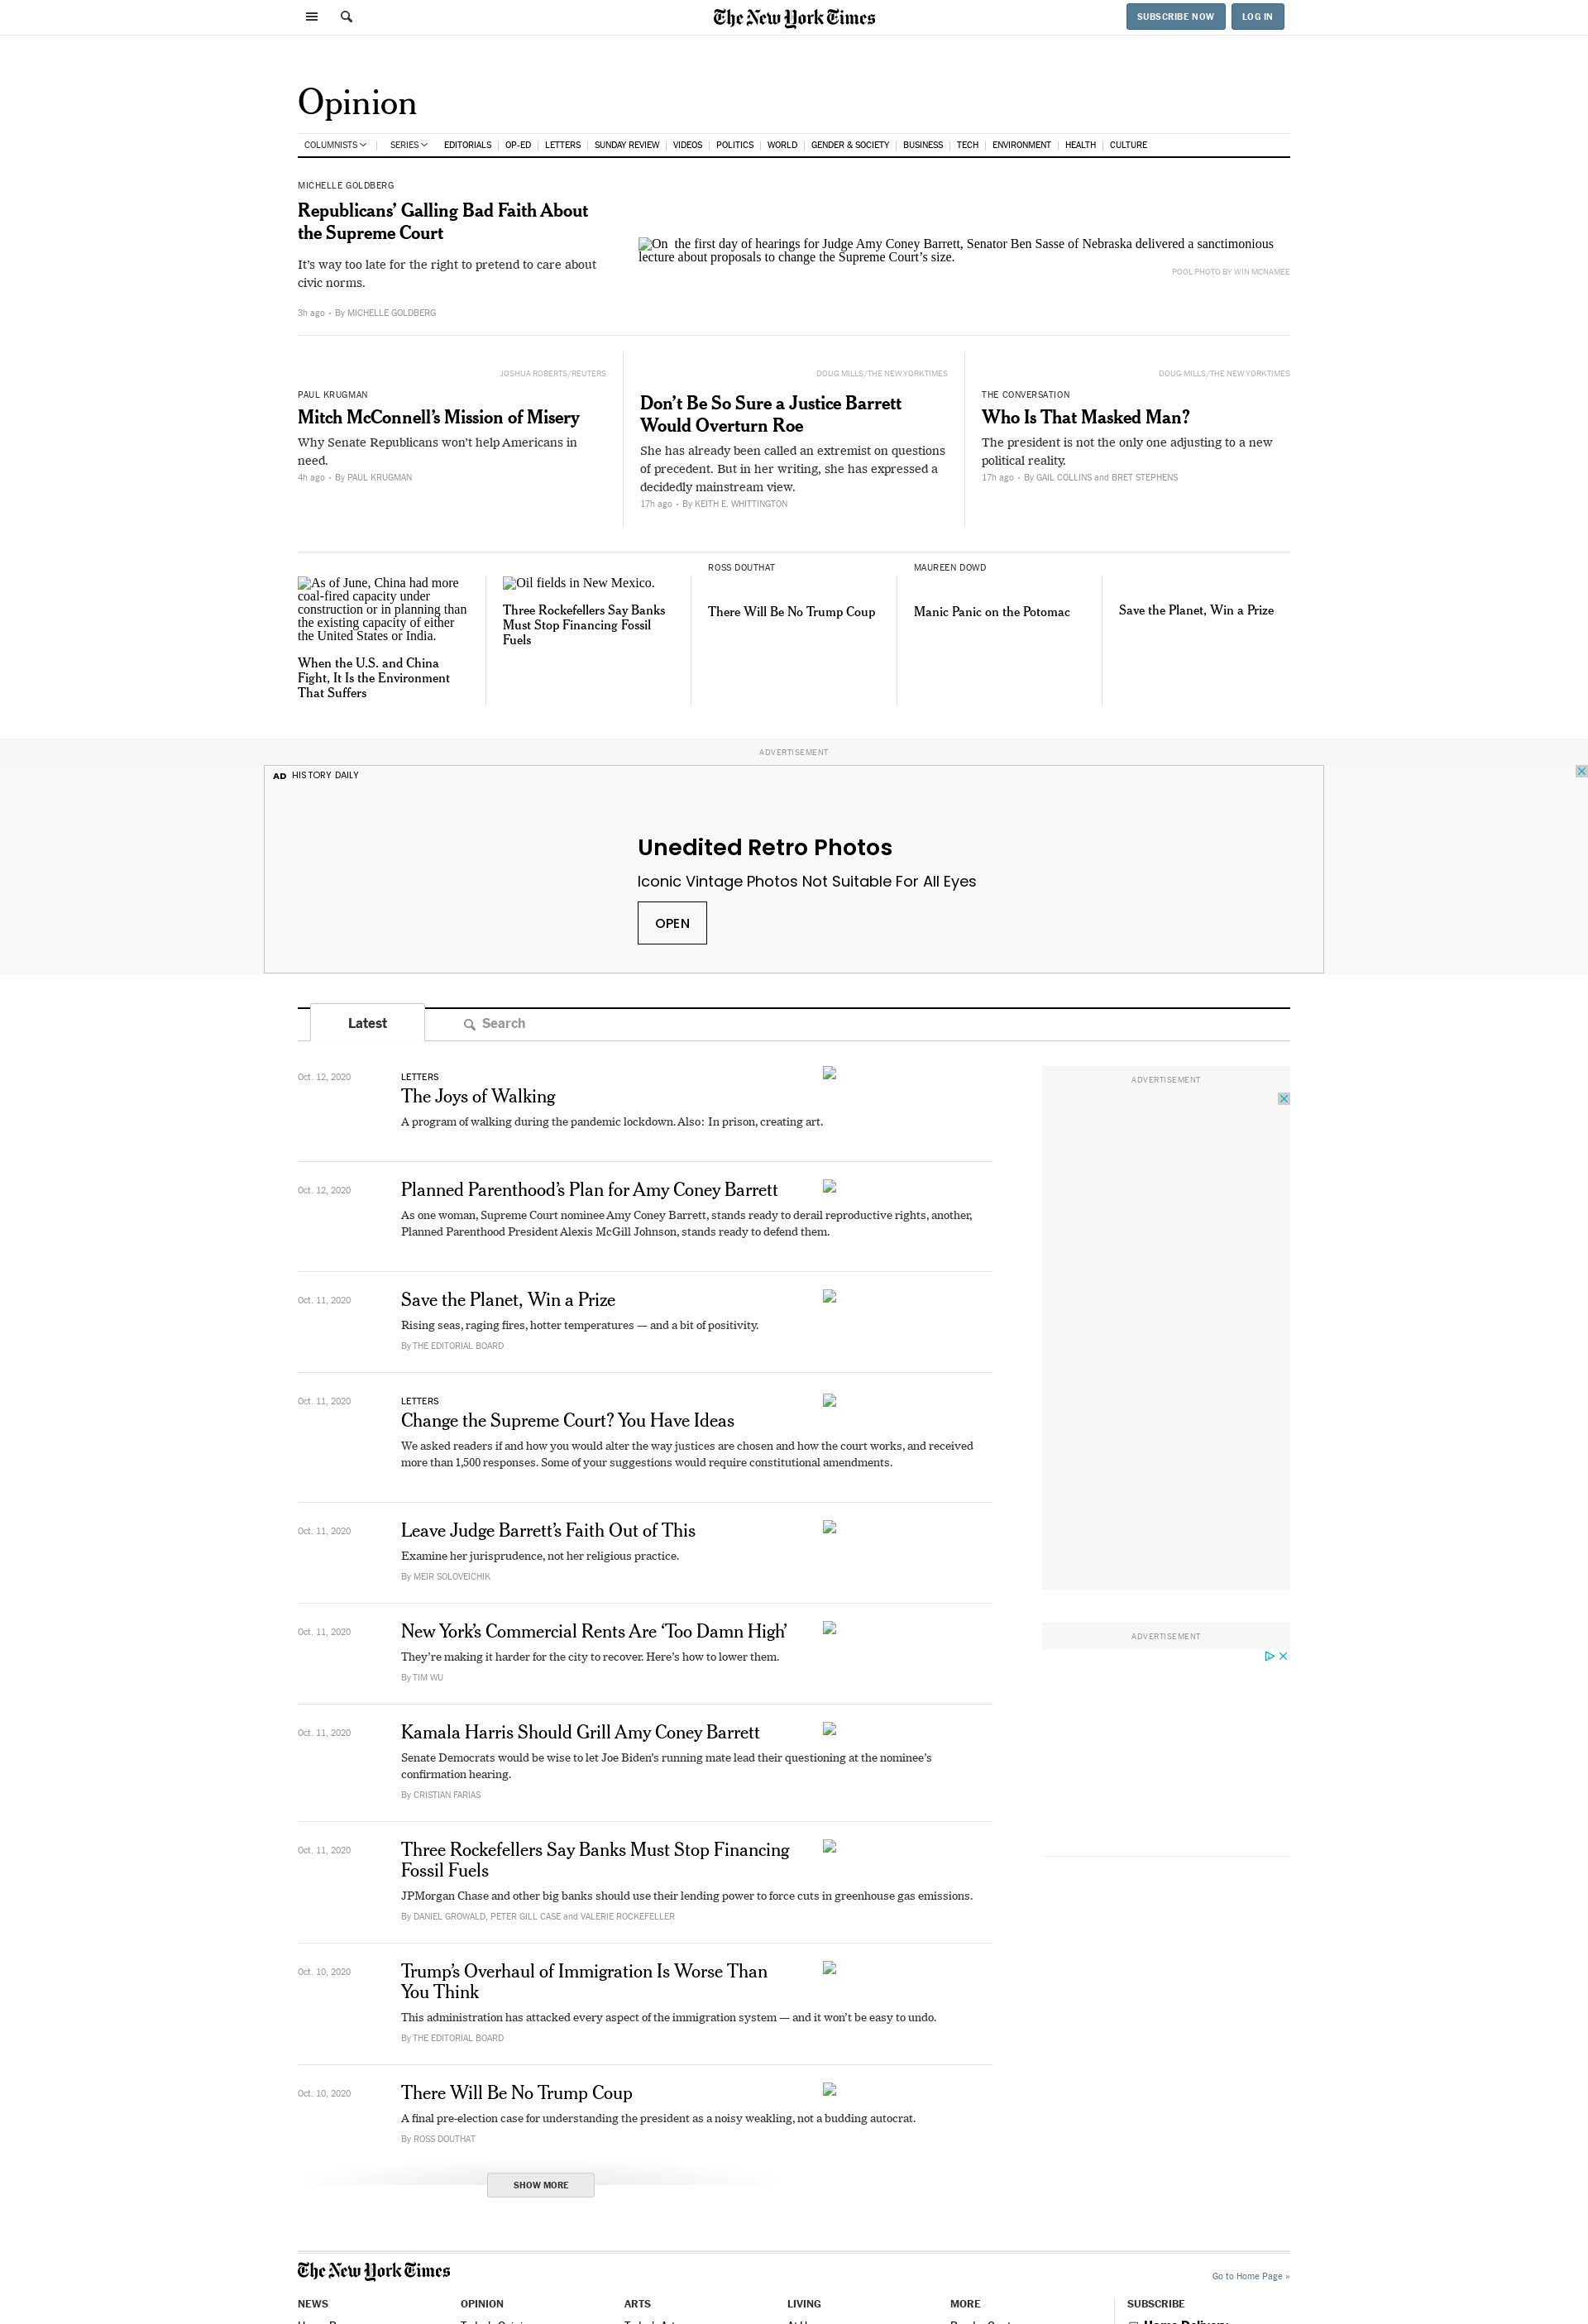 The New York Times
SUBSCRIBE NOW
LOG IN
Opinion
COLUMNISTS
SERIES
EDITORIALS
OP-ED
LETTERS
SUNDAY REVIEW
VIDEOS
POLITICS
WORLD
GENDER & SOCIETY
BUSINESS
TECH
ENVIRONMENT
HEALTH
CULTURE
MICHELLE GOLDBERG
Republicans’ Galling Bad Faith About
the Supreme Court
It’s way too late for the right to pretend to care about
civic norms.
3h ago • By MICHELLE GOLDBERG
On the first day of hearings for Judge Amy Coney Barrett, Senator Ben Sasse of Nebraska delivered a sanctimonious
lecture about proposals to change the Supreme Court’s size.
POOL PHOTO BY WIN MCNAMEE
JOSHUA ROBERTS/REUTERS
PAUL KRUGMAN
Mitch McConnell’s Mission of Misery
Why Senate Republicans won’t help Americans in
need.
4h ago • By PAUL KRUGMAN
DOUG MILLS/THE NEW YORK TIMES
Don’t Be So Sure a Justice Barrett
Would Overturn Roe
She has already been called an extremist on questions
of precedent. But in her writing, she has expressed a
decidedly mainstream view.
17h ago • By KEITH E. WHITTINGTON
DOUG MILLS/THE NEW YORK TIMES
THE CONVERSATION
Who Is That Masked Man?
The president is not the only one adjusting to a new
political reality.
17h ago • By GAIL COLLINS and BRET STEPHENS
As of June, China had more
coal-fired capacity under
construction or in planning than
the existing capacity of either
the United States or India.
When the U.S. and China
Fight, It Is the Environment
That Suffers
Oil fields in New Mexico.
Three Rockefellers Say Banks
Must Stop Financing Fossil
Fuels
ROSS DOUTHAT
There Will Be No Trump Coup
MAUREEN DOWD
Manic Panic on the Potomac
Save the Planet, Win a Prize
ADVERTISEMENT
AD HISTORY DAILY
Unedited Retro Photos
Iconic Vintage Photos Not Suitable For All Eyes
OPEN
Latest
Search
Oct. 12, 2020
LETTERS
The Joys of Walking
A program of walking during the pandemic lockdown. Also: In prison, creating art.
Oct. 12, 2020
Planned Parenthood’s Plan for Amy Coney Barrett
As one woman, Supreme Court nominee Amy Coney Barrett, stands ready to derail reproductive rights, another,
Planned Parenthood President Alexis McGill Johnson, stands ready to defend them.
Oct. 11, 2020
Save the Planet, Win a Prize
Rising seas, raging fires, hotter temperatures — and a bit of positivity.
By THE EDITORIAL BOARD
Oct. 11, 2020
LETTERS
Change the Supreme Court? You Have Ideas
We asked readers if and how you would alter the way justices are chosen and how the court works, and received
more than 1,500 responses. Some of your suggestions would require constitutional amendments.
Oct. 11, 2020
Leave Judge Barrett’s Faith Out of This
Examine her jurisprudence, not her religious practice.
By MEIR SOLOVEICHIK
Oct. 11, 2020
New York’s Commercial Rents Are ‘Too Damn High’
They’re making it harder for the city to recover. Here’s how to lower them.
By TIM WU
Oct. 11, 2020
Kamala Harris Should Grill Amy Coney Barrett
Senate Democrats would be wise to let Joe Biden’s running mate lead their questioning at the nominee’s
confirmation hearing.
By CRISTIAN FARIAS
Oct. 11, 2020
Three Rockefellers Say Banks Must Stop Financing
Fossil Fuels
JPMorgan Chase and other big banks should use their lending power to force cuts in greenhouse gas emissions.
By DANIEL GROWALD, PETER GILL CASE and VALERIE ROCKEFELLER
Oct. 10, 2020
Trump’s Overhaul of Immigration Is Worse Than
You Think
This administration has attacked every aspect of the immigration system — and it won’t be easy to undo.
By THE EDITORIAL BOARD
Oct. 10, 2020
There Will Be No Trump Coup
A final pre-election case for understanding the president as a noisy weakling, not a budding autocrat.
By ROSS DOUTHAT
SHOW MORE
ADVERTISEMENT
ADVERTISEMENT
The New York Times
Go to Home Page »
NEWS
OPINION
ARTS
LIVING
MORE
SUBSCRIBE